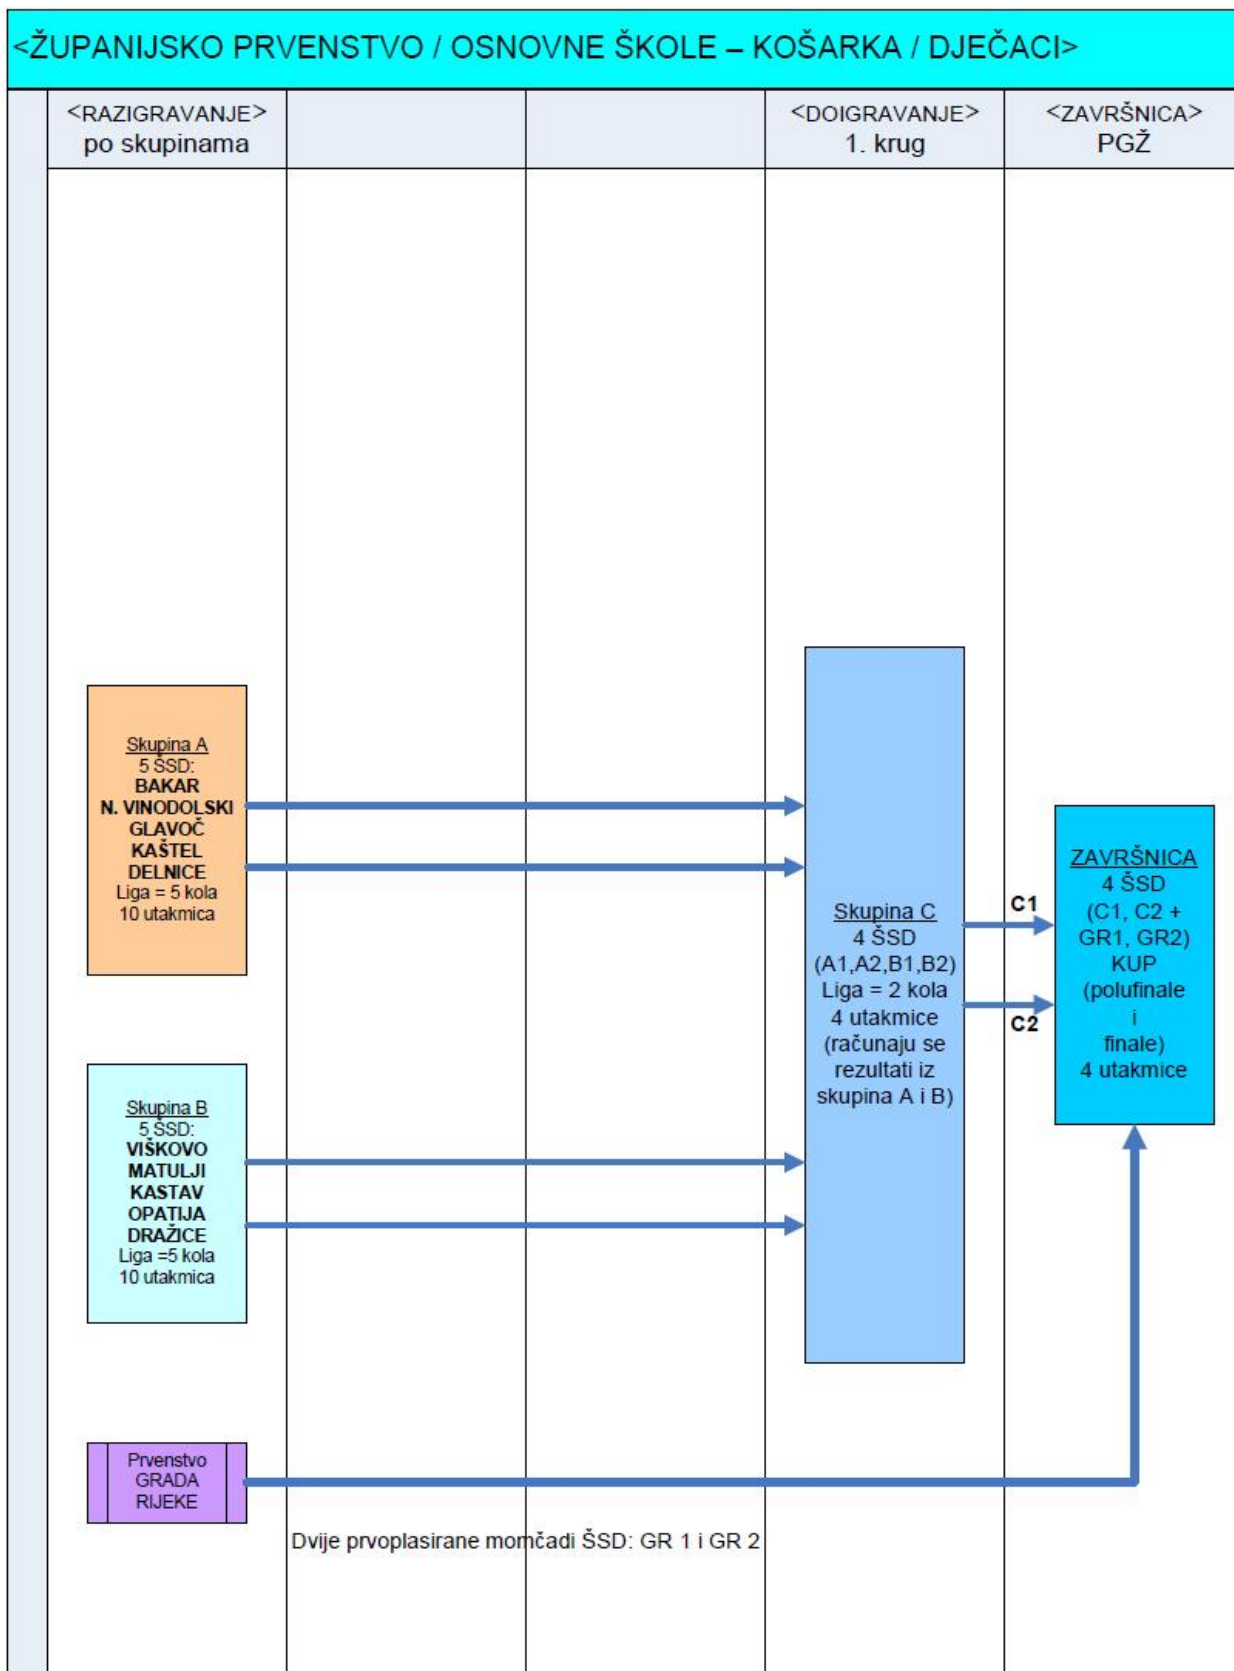 <ŽUPANIJSKO PRVENSTVO / OSNOVNE ŠKOLE – KOŠARKA / DJEČACI>
<RAZIGRAVANJE>
po skupinama
<DOIGRAVANJE>
1. krug
<ZAVRŠNICA>
PGŽ
Skupina A
5 ŠSD:
BAKAR
N. VINODOLSKI
GLAVOČ
KAŠTEL
DELNICE
Liga = 5 kola
10 utakmica
Skupina B
5 ŠSD:
VIŠKOVO
MATULJI
KASTAV
OPATIJA
DRAŽICE
Liga =5 kola
10 utakmica
Prvenstvo
GRADA
RIJEKE
Dvije prvoplasirane momčadi ŠSD: GR 1 i GR 2
Skupina C
4 ŠSD
(A1,A2,B1,B2)
Liga = 2 kola
4 utakmice
(računaju se
rezultati iz
skupina A i B)
C1
C2
ZAVRŠNICA
4 ŠSD
(C1, C2 +
GR1, GR2)
KUP
(polufinale
i
finale)
4 utakmice